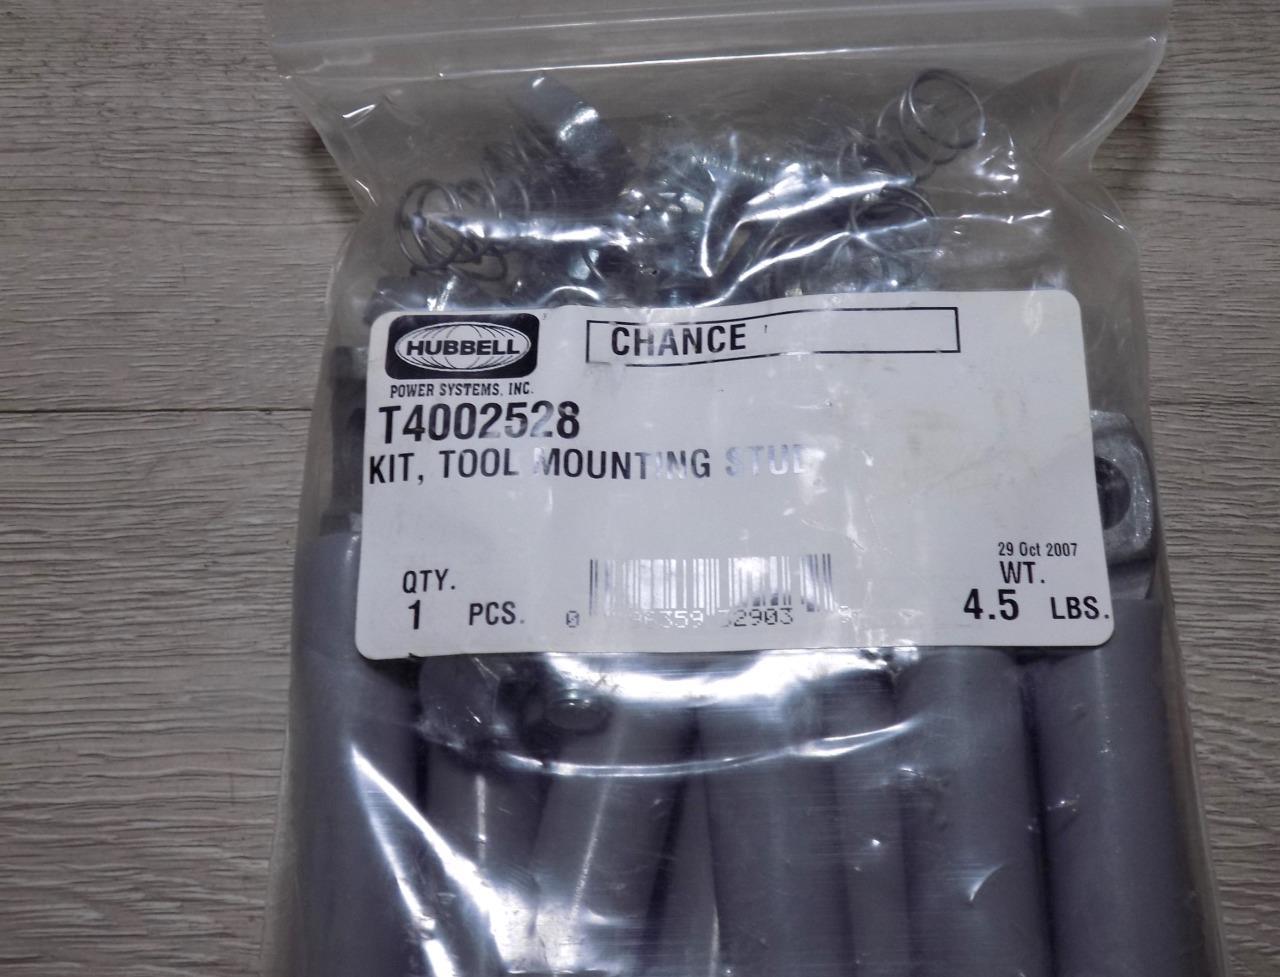 HUBBELL
POWER SYSTEMS, INC.
CHANCE
T4002528
KIT, TOOL MOUNTING STUD
29 Oct 2007
QTY.
WT.
1 PCS.
4.5 LBS.